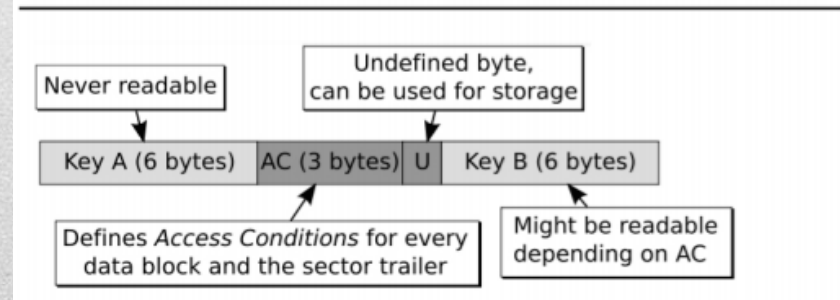 Never readable
Undefined byte,
can be used for storage
Key A (6 bytes)
AC (3 bytes)
U
Key B (6 bytes)
Defines Access Conditions for every
data block and the sector trailer
Might be readable
depending on AC